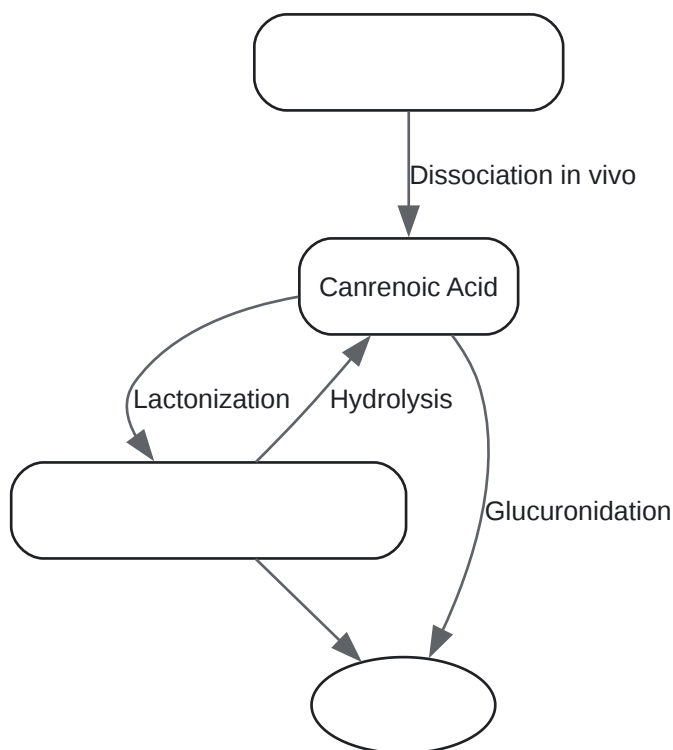 Dissociation in vivo
Canrenoic Acid
Lactonization
Hydrolysis
Glucuronidation